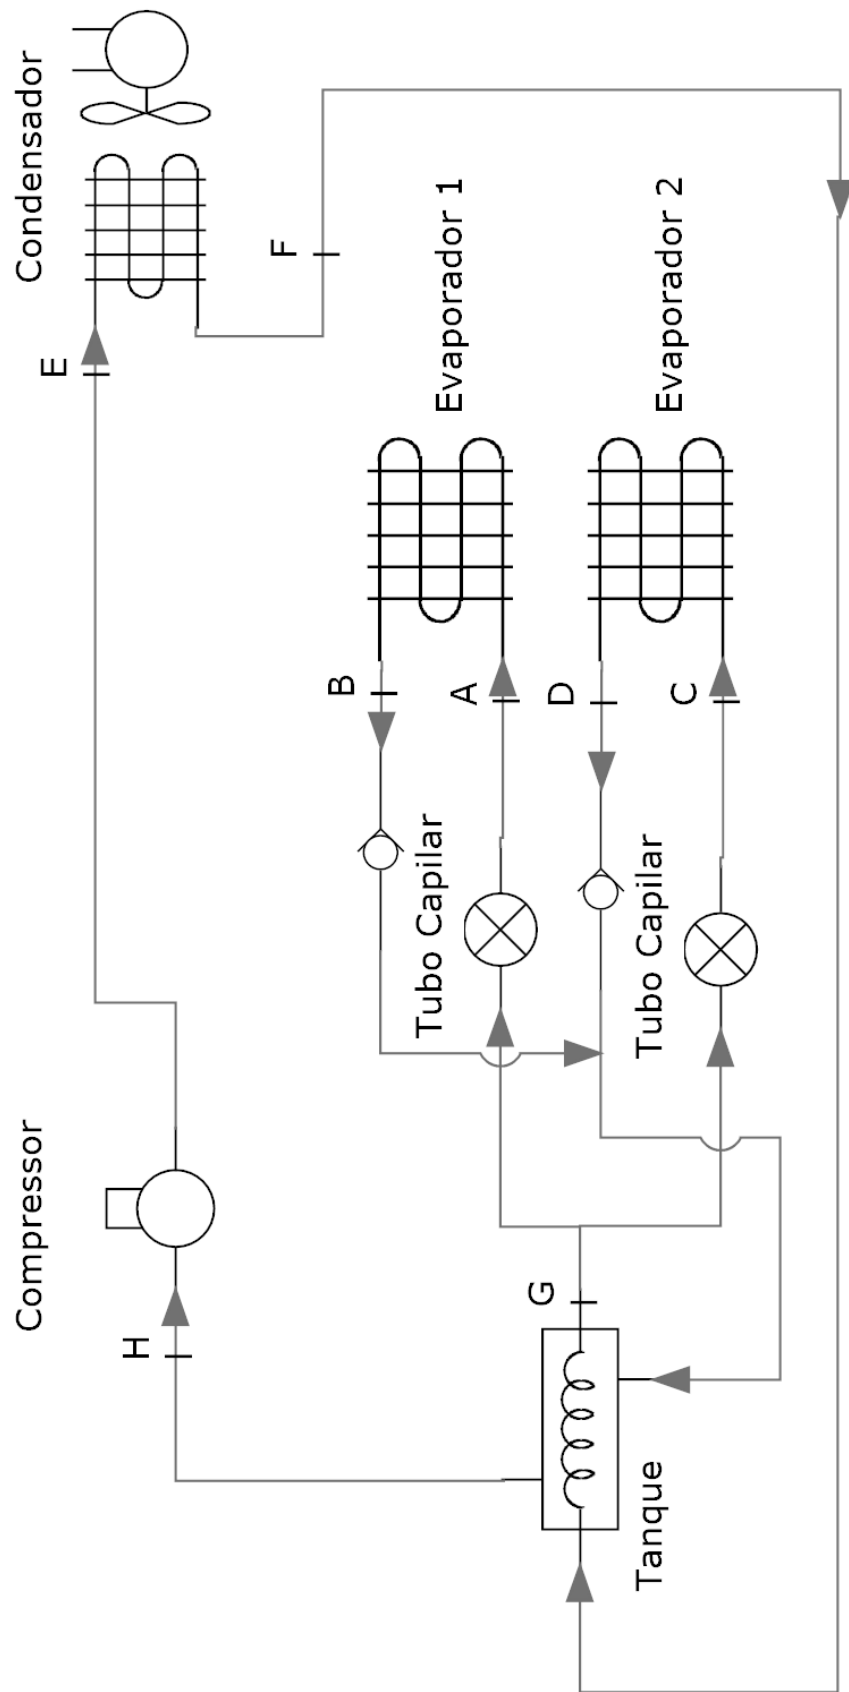 Condensador
E
F
Evaporador 1
Evaporador 2
B
A
D
C
Tubo Capilar
Tubo Capilar
Compressor
H
G
Tanque